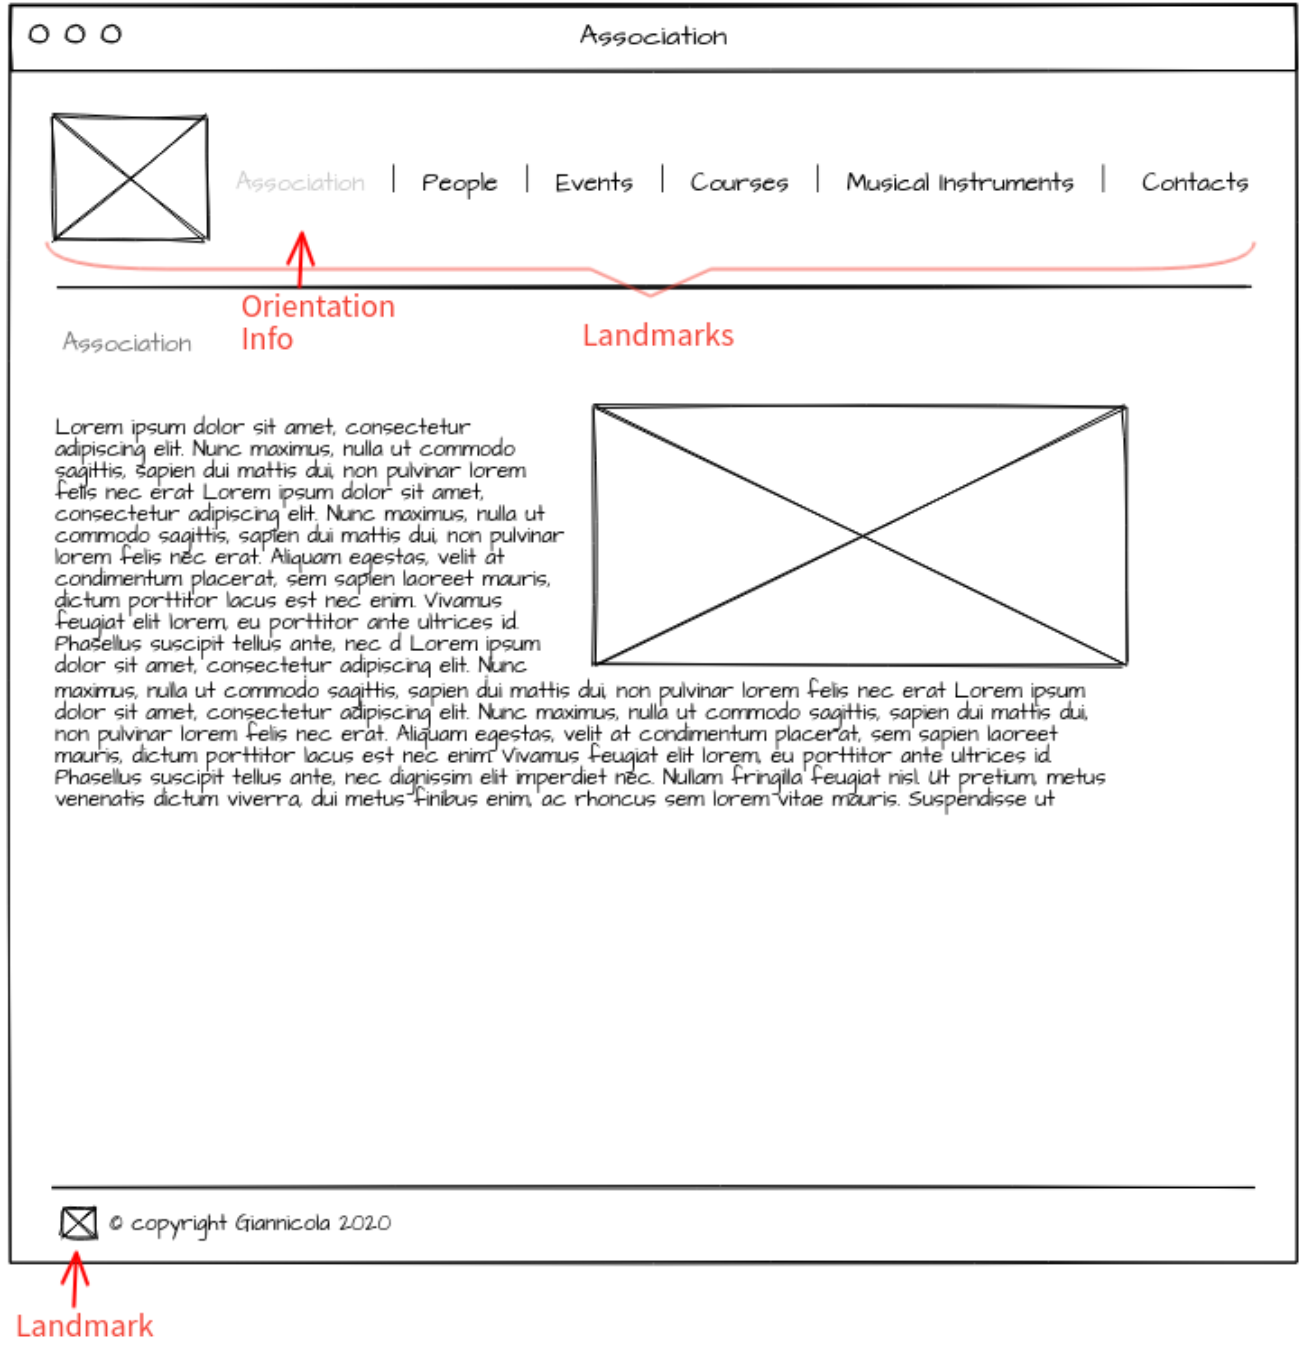 Association
Association | People | Events | Courses | Musical Instruments | Contacts
Orientation
Info
Landmarks
Association
Lorem ipsum dolor sit amet, consectetur
adipiscing elit. Nunc maximus, nulla ut commodo
sagittis, sapien dui mattis dui, non pulvinar lorem
felis nec erat Lorem ipsum dolor sit amet,
consectetur adipiscing elit. Nunc maximus, nulla ut
commodo sagittis, sapien dui mattis dui, non pulvinar
lorem felis nec erat. Aliquam egestas, velit at
condimentum placerat, sem sapien laoreet mauris,
dictum porttitor lacus est nec enim. Vivamus
feugiat elit lorem, eu porttitor ante ultrices id.
Phasellus suscipit tellus ante, nec d Lorem ipsum
dolor sit amet, consectetur adipiscing elit. Nunc
maximus, nulla ut commodo sagittis, sapien dui mattis dui, non pulvinar lorem felis nec erat Lorem ipsum
dolor sit amet, consectetur adipiscing elit. Nunc maximus, nulla ut commodo sagittis, sapien dui mattis dui,
non pulvinar lorem felis nec erat. Aliquam egestas, velit at condimentum placerat, sem sapien laoreet
mauris, dictum porttitor lacus est nec enim. Vivamus feugiat elit lorem, eu porttitor ante ultrices id.
Phasellus suscipit tellus ante, nec dignissim elit imperdiet nec. Nullam fringilla feugiat nisl. Ut pretium, metus
venenatis dictum viverra, dui metus finibus enim, ac rhoncus sem lorem vitae mauris. Suspendisse ut
© copyright Giannicola 2020
Landmark